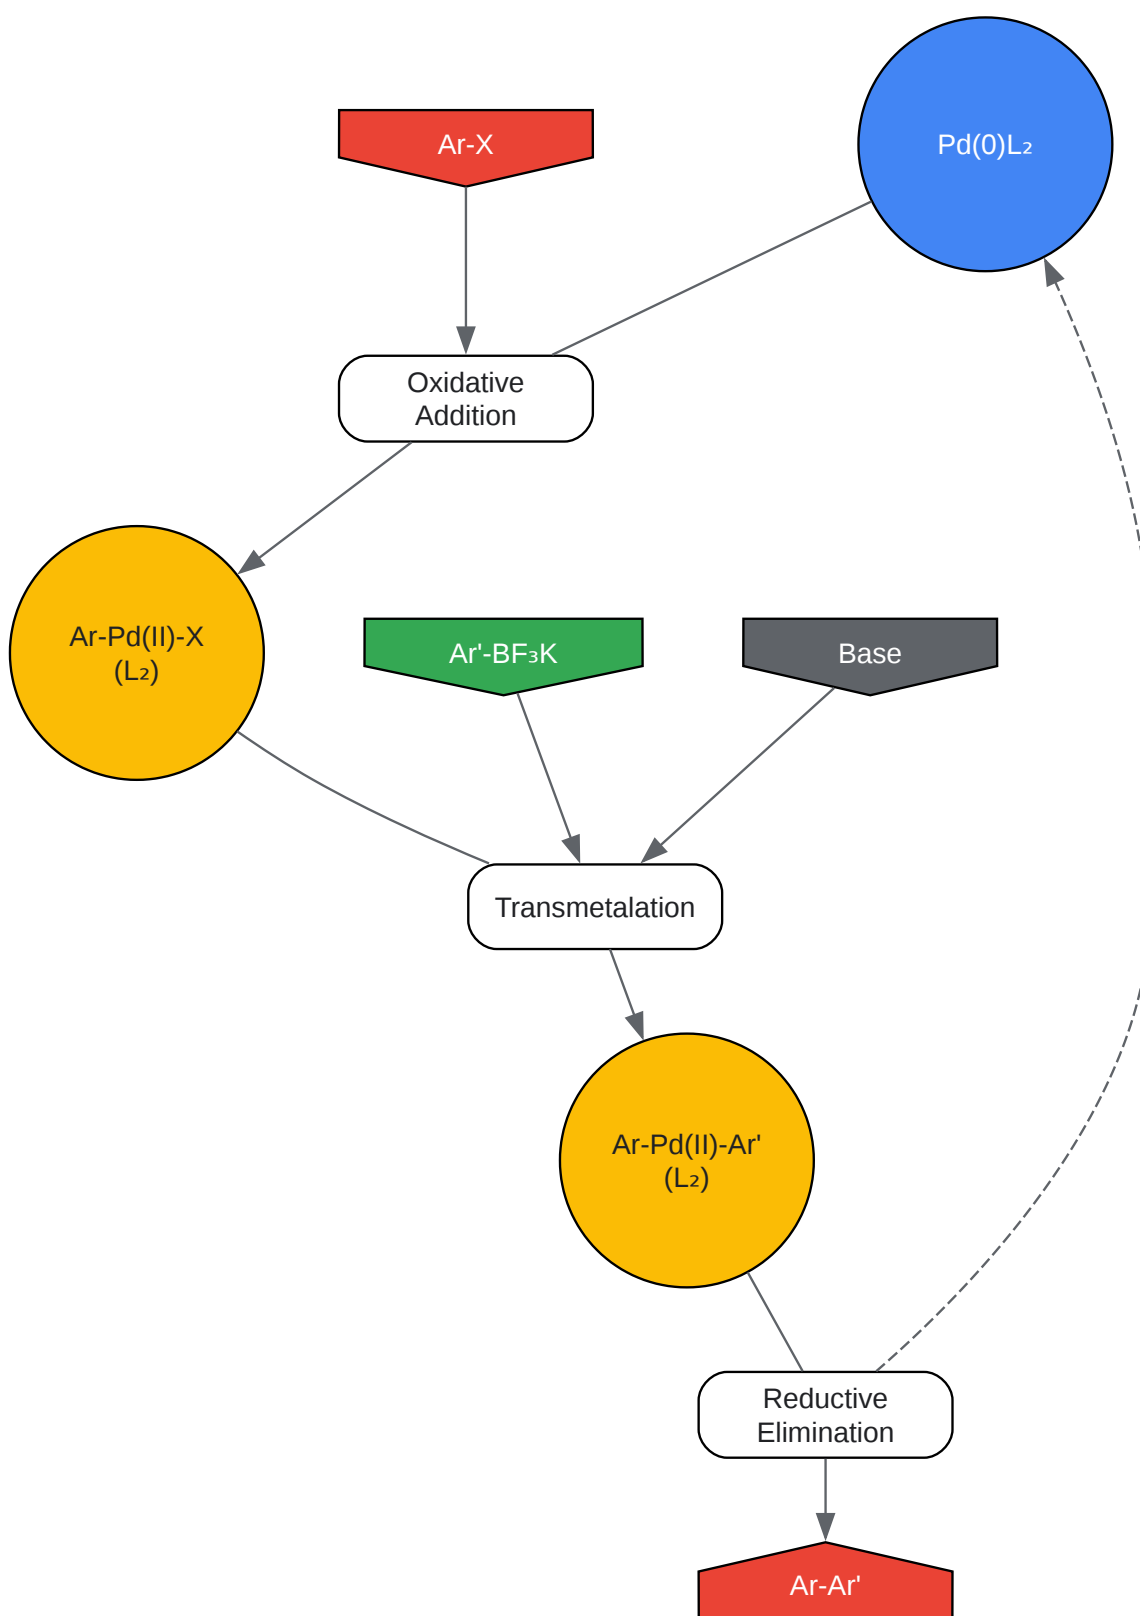 Ar-X
Pd(0)L₂
Oxidative
Addition
Ar-Pd(II)-X
(L₂)
Ar'-BF₃K
Base
Transmetalation
Ar-Pd(II)-Ar'
(L₂)
Reductive
Elimination
Ar-Ar'